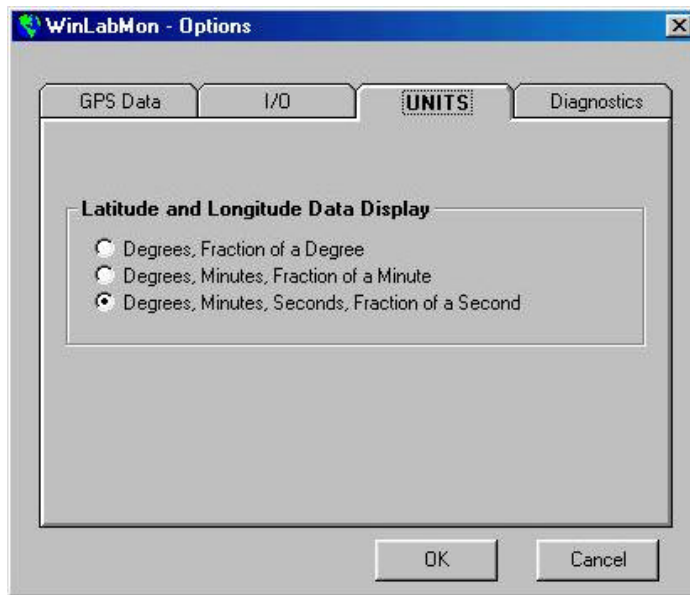 WinLabMon - Options
GPS Data I/O UNITS Diagnostics
Latitude and Longitude Data Display
Degrees, Fraction of a Degree
Degrees, Minutes, Fraction of a Minute
Degrees, Minutes, Seconds, Fraction of a Second
OK Cancel